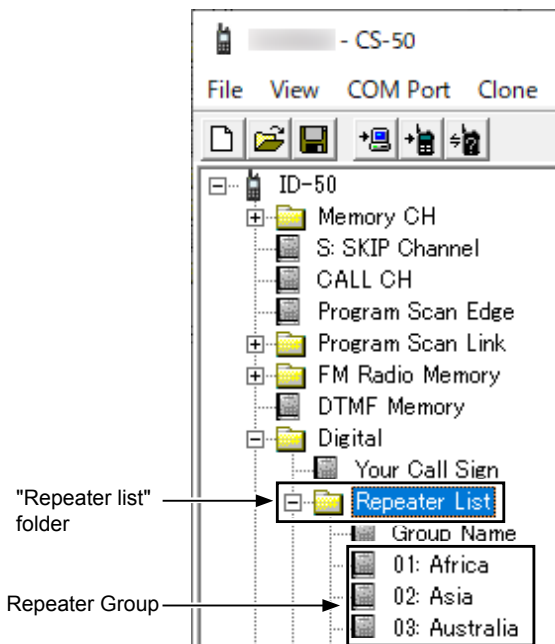 - CS-50
File View COM Port Clone
ID-50
Memory CH
S: SKIP Channel
CALL CH
Program Scan Edge
Program Scan Link
FM Radio Memory
DTMF Memory
Digital
Your Call Sign
"Repeater list"
folder
Repeater List
Group Name
Repeater Group
01: Africa
02: Asia
03: Australia